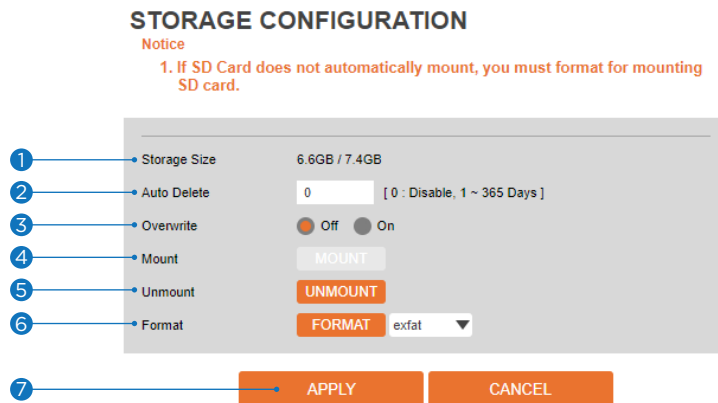 STORAGE CONFIGURATION
Notice
1. If SD Card does not automatically mount, you must format for mounting
SD card.
1 Storage Size 6.6GB / 7.4GB
2 Auto Delete 0 [ 0 : Disable, 1 ~ 365 Days ]
3 Overwrite Off On
4 Mount MOUNT
5 Unmount UNMOUNT
6 Format FORMAT exfat
7 APPLY CANCEL